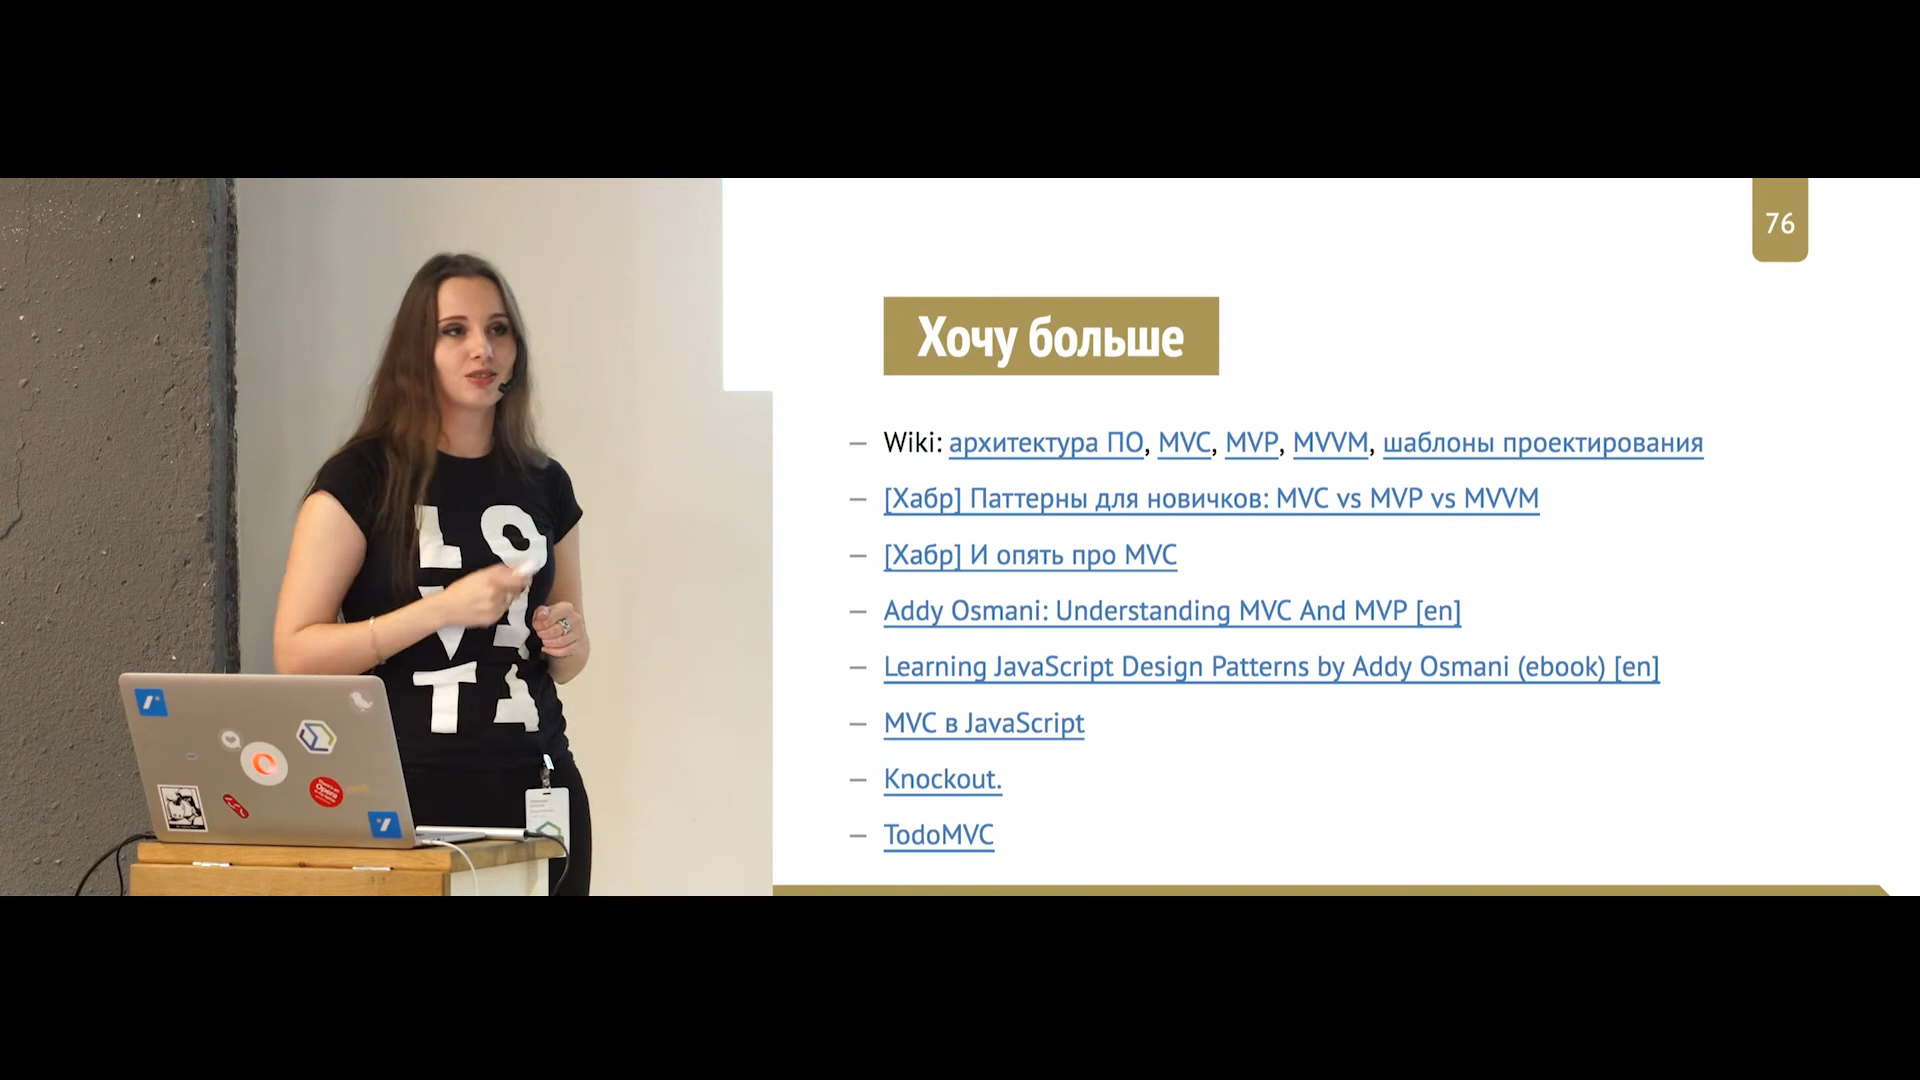 76
Хочу больше
— Wiki: архитектура ПО, MVC, MVP, MVVM, шаблоны проектирования
— [Хабр] Паттерны для новичков: MVC vs MVP vs MVVM
— [Хабр] И опять про MVC
— Addy Osmani: Understanding MVC And MVP [en]
— Learning JavaScript Design Patterns by Addy Osmani (ebook) [en]
— MVC в JavaScript
— Knockout.
— TodoMVC
Opera